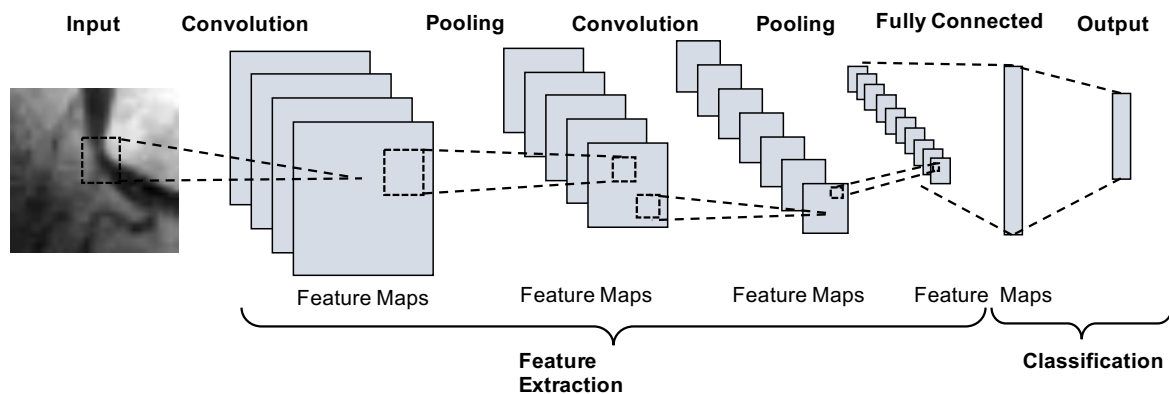 Input
Convolution
Pooling
Convolution
Pooling
Fully Connected
Output
Feature Maps
Feature Maps
Feature Maps
Feature Maps
Feature
Extraction
Classification